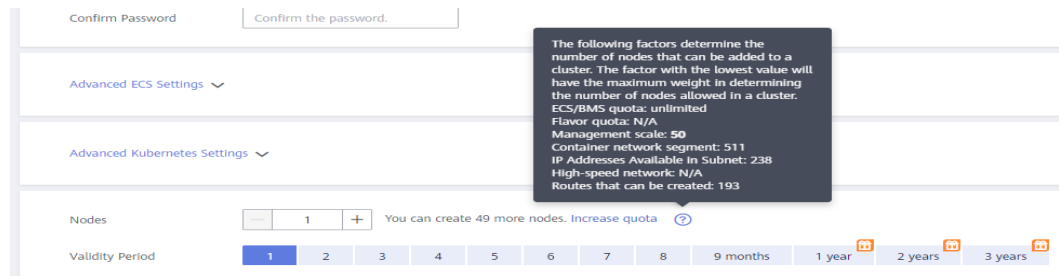 Confirm Password
Confirm the password.
The following factors determine the
number of nodes that can be added to a
cluster. The factor with the lowest value will
have the maximum weight in determining
the number of nodes allowed in a cluster.
ECS/BMS quota: unlimited
Flavor quota: N/A
Management scale: 50
Container network segment: 511
IP Addresses Available in Subnet: 238
High-speed network: N/A
Routes that can be created: 193
Advanced ECS Settings
Advanced Kubernetes Settings
Nodes
− 1 + You can create 49 more nodes. Increase quota ?
Validity Period
1 2 3 4 5 6 7 8 9 months 1 year 2 years 3 years